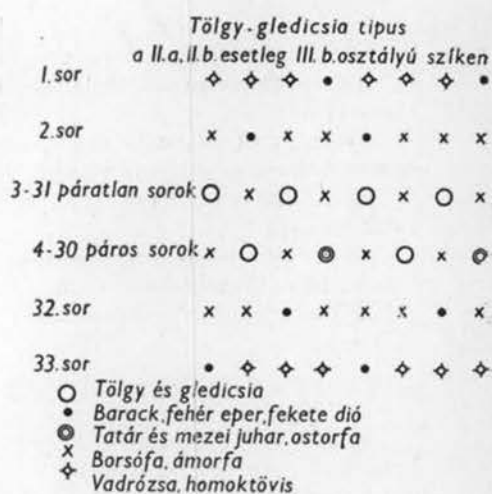 Tölgy-gledicsia tipus
a II.a, II.b. esetleg III. b. osztályú szíken
1. sor
2. sor
3-31 páratlan sorok
4-30 páros sorok
32. sor
33. sor
Tölgy és gledicsia
Barack, fehér eper, fekete dió
Tatár és mezei juhar, ostorfa
Borsófa, ámorfa
Vadrózsa, homoktövis